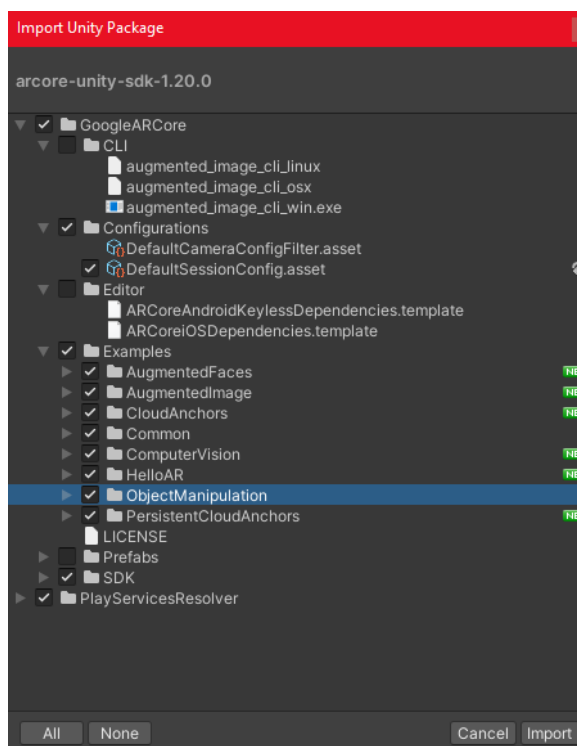 Import Unity Package
arcore-unity-sdk-1.20.0
GoogleARCore
CLI
augmented_image_cli_linux
augmented_image_cli_osx
augmented_image_cli_win.exe
Configurations
DefaultCameraConfigFilter.asset
DefaultSessionConfig.asset
Editor
ARCoreAndroidKeylessDependencies.template
ARCoreiOSDependencies.template
Examples
AugmentedFaces
AugmentedImage
CloudAnchors
Common
ComputerVision
HelloAR
ObjectManipulation
PersistentCloudAnchors
LICENSE
Prefabs
SDK
PlayServicesResolver
All None Cancel Import